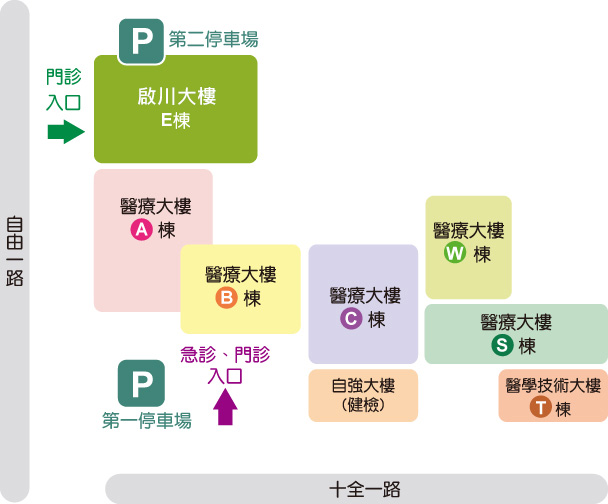 P 第二停車場
門診
入口
啟川大樓
E棟
醫療大樓
A 棟
醫療大樓
B 棟
醫療大樓
C 棟
醫療大樓
W 棟
醫療大樓
S 棟
自由一路
急診、門診
入口
P
第一停車場
自強大樓
(健檢)
醫學技術大樓
T 棟
十全一路